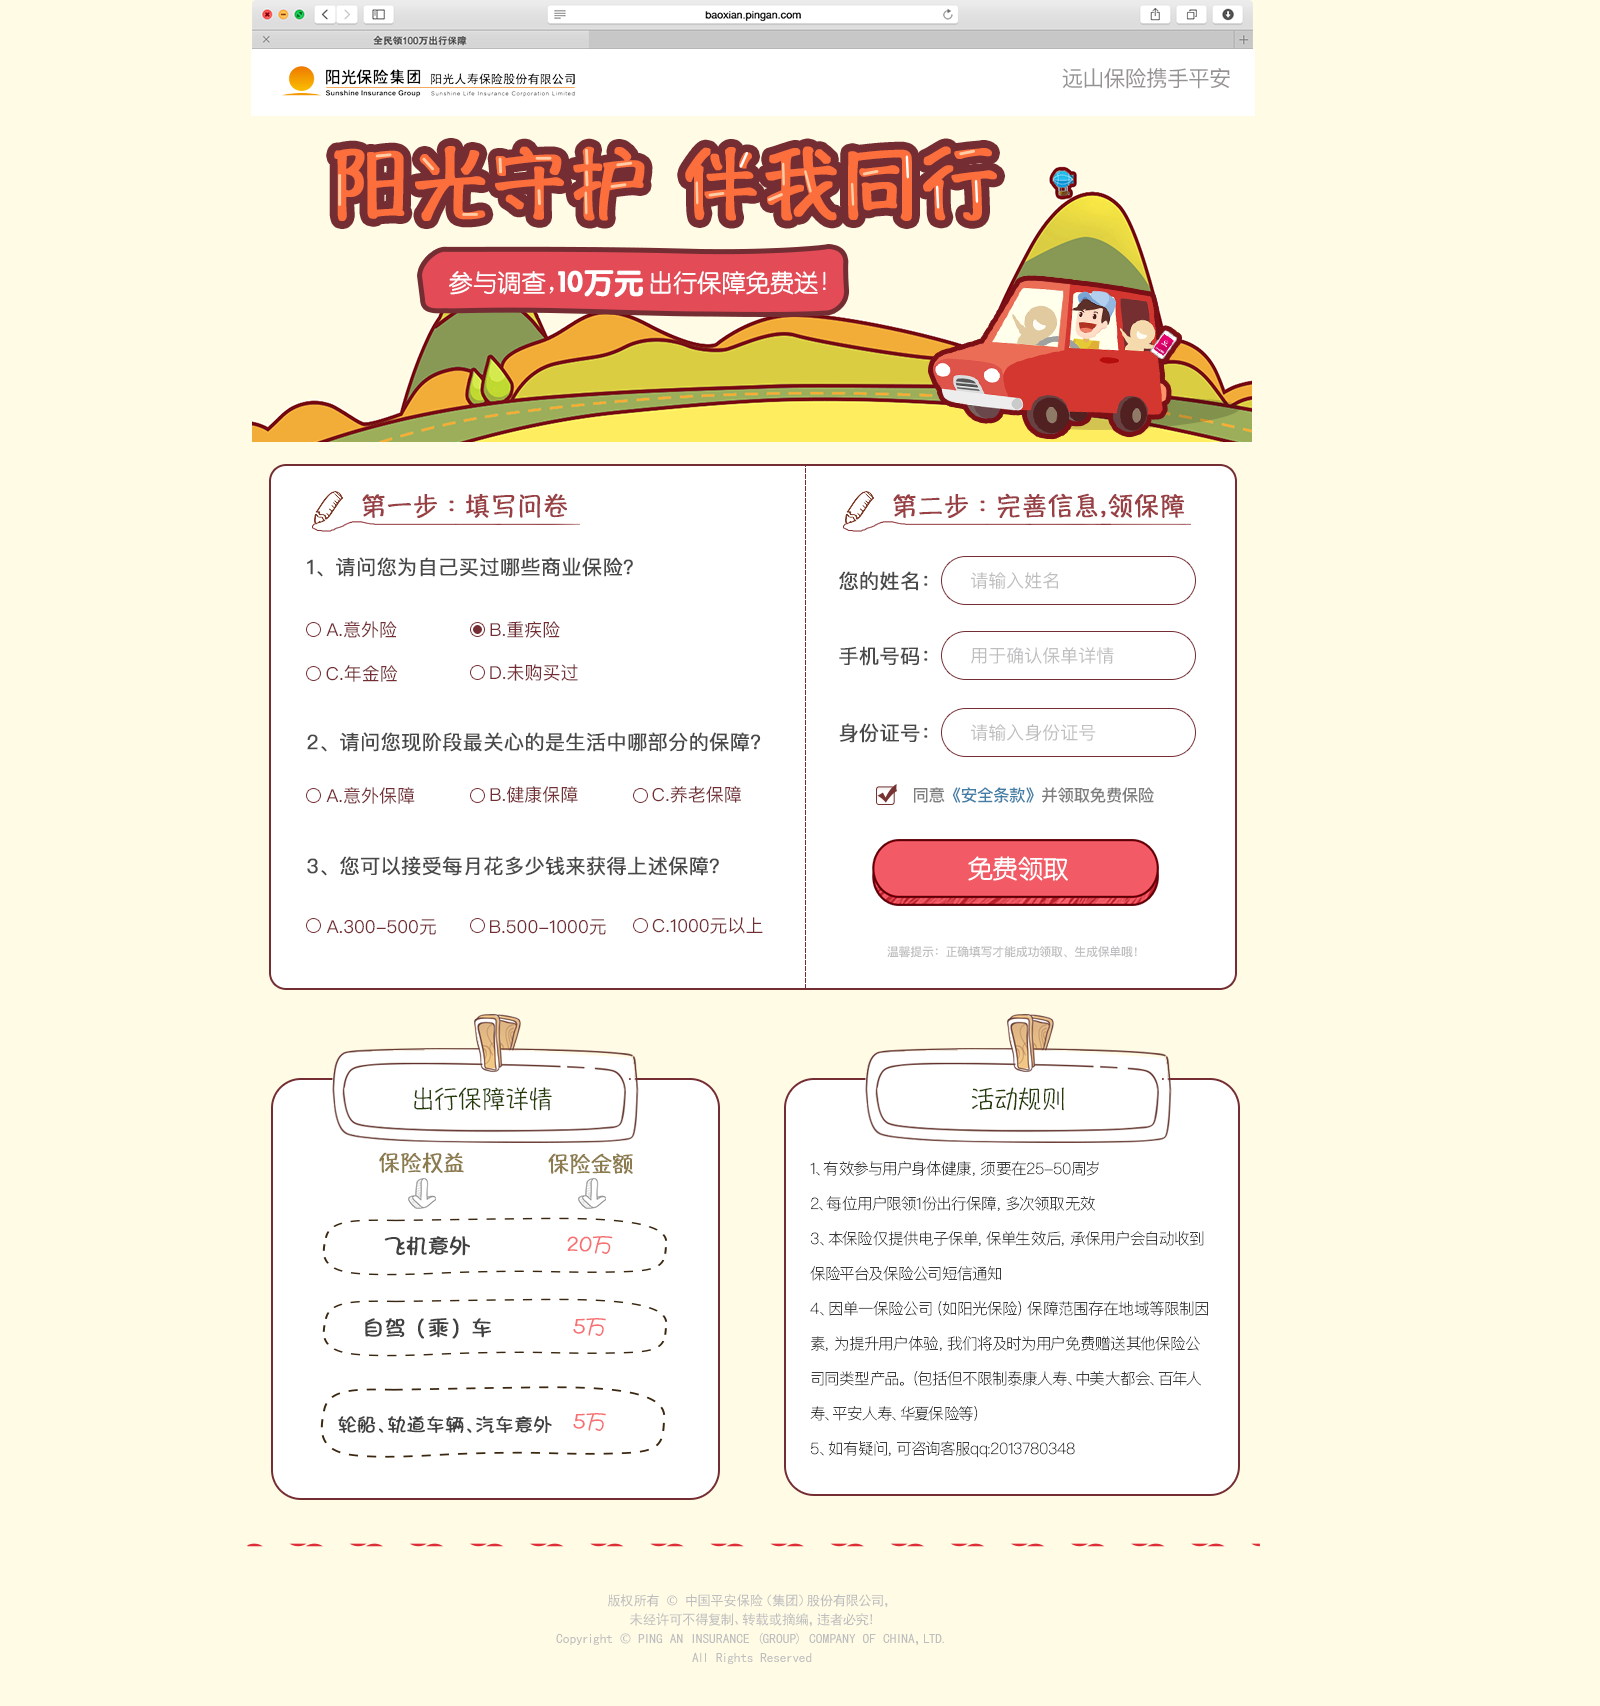 baoxian.pingan.com
全民领100万出行保障
阳光保险集团 阳光人寿保险股份有限公司
Sunshine Insurance Group Sunshine Life Insurance Corporation Limited
远山保险携手平安
阳光守护 伴我同行
参与调查,10万元 出行保障免费送!
第一步：填写问卷
1、请问您为自己买过哪些商业保险?
A.意外险 B.重疾险
C.年金险 D.未购买过
2、请问您现阶段最关心的是生活中哪部分的保障?
A.意外保障 B.健康保障 C.养老保障
3、您可以接受每月花多少钱来获得上述保障?
A.300-500元 B.500-1000元 C.1000元以上
第二步：完善信息,领保障
您的姓名： 请输入姓名
手机号码： 用于确认保单详情
身份证号： 请输入身份证号
同意《安全条款》并领取免费保险
免费领取
温馨提示：正确填写才能成功领取、生成保单哦!
出行保障详情
保险权益 保险金额
飞机意外 20万
自驾（乘）车 5万
轮船、轨道车辆、汽车意外 5万
活动规则
1、有效参与用户身体健康, 须要在25-50周岁
2、每位用户限领1份出行保障, 多次领取无效
3、本保险仅提供电子保单, 保单生效后, 承保用户会自动收到
保险平台及保险公司短信通知
4、因单一保险公司 (如阳光保险) 保障范围存在地域等限制因
素, 为提升用户体验, 我们将及时为用户免费赠送其他保险公
司同类型产品。(包括但不限制泰康人寿、中美大都会、百年人
寿、平安人寿、华夏保险等)
5、如有疑问, 可咨询客服qq:2013780348
版权所有 © 中国平安保险（集团）股份有限公司,
未经许可不得复制、转载或摘编, 违者必究!
Copyright © PING AN INSURANCE (GROUP) COMPANY OF CHINA, LTD.
All Rights Reserved